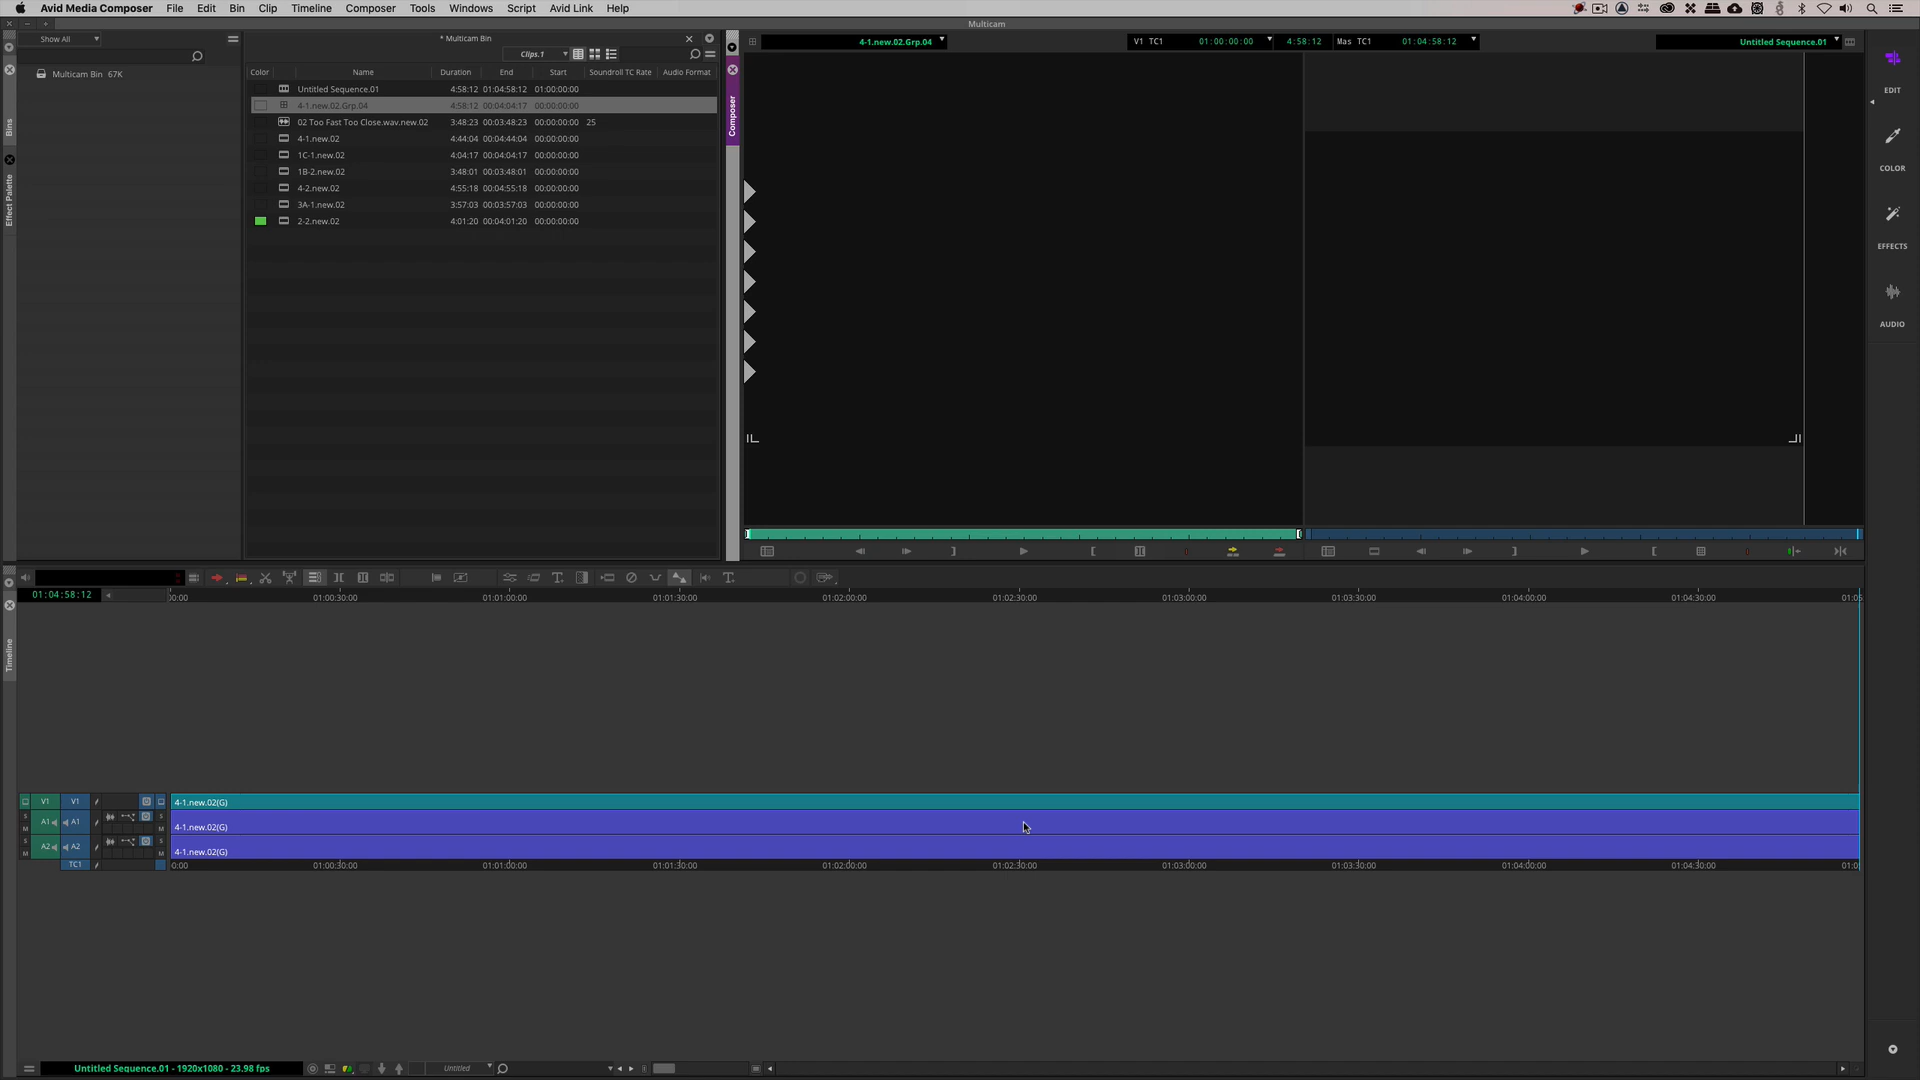 Avid Media Composer File Edit Bin Clip Timeline Composer Tools Windows Script Avid Link Help
Multicam
Show All
Multicam Bin 67K
Bins
Effect Palette
* Multicam Bin
Clips.1
Color Name Duration End Start Soundroll TC Rate Audio Format
Untitled Sequence.01 4:58:12 01:04:58:12 01:00:00:00
4-1.new.02.Grp.04 4:58:12 00:04:04:17 00:00:00:00
02 Too Fast Too Close.wav.new.02 3:48:23 00:03:48:23 00:00:00:00 25
4-1.new.02 4:44:04 00:04:44:04 00:00:00:00
1C-1.new.02 4:04:17 00:04:04:17 00:00:00:00
1B-2.new.02 3:48:01 00:03:48:01 00:00:00:00
4-2.new.02 4:55:18 00:04:55:18 00:00:00:00
3A-1.new.02 3:57:03 00:03:57:03 00:00:00:00
2-2.new.02 4:01:20 00:04:01:20 00:00:00:00
Composer
4-1.new.02.Grp.04 V1 TC1 01:00:00:00 4:58:12 Mas TC1 01:04:58:12 Untitled Sequence.01
EDIT
COLOR
EFFECTS
AUDIO
01:04:58:12
0:00 01:00:30:00 01:01:00:00 01:01:30:00 01:02:00:00 01:02:30:00 01:03:00:00 01:03:30:00 01:04:00:00 01:04:30:00 01:05
Timeline
V1 V1 4-1.new.02(G)
S S
A1 A1 4-1.new.02(G)
M M
S S
A2 A2 4-1.new.02(G)
M M
TC1 0:00 01:00:30:00 01:01:00:00 01:01:30:00 01:02:00:00 01:02:30:00 01:03:00:00 01:03:30:00 01:04:00:00 01:04:30:00 01:0
Untitled Sequence.01 - 1920x1080 - 23.98 fps Untitled